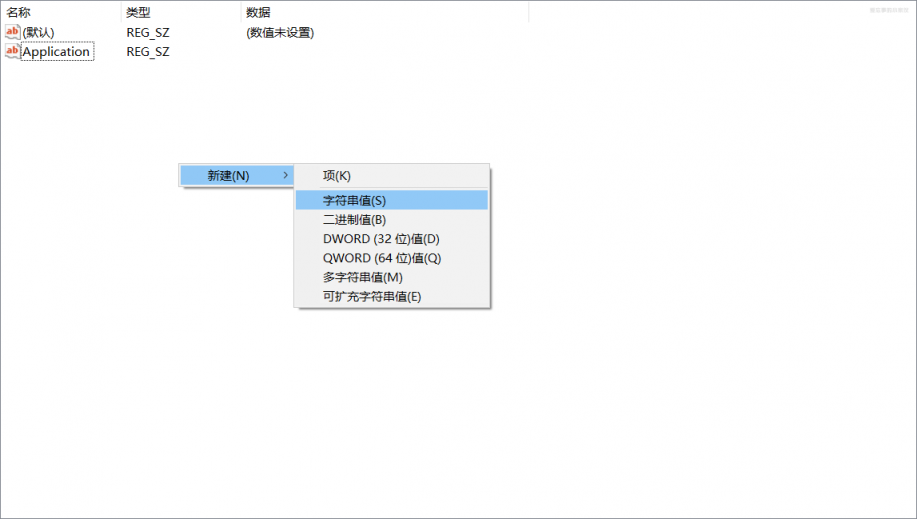 名称 类型 数据
ab (默认) REG_SZ (数值未设置)
ab Application REG_SZ
新建(N) > 项(K)
字符串值(S)
二进制值(B)
DWORD (32 位)值(D)
QWORD (64 位)值(Q)
多字符串值(M)
可扩充字符串值(E)